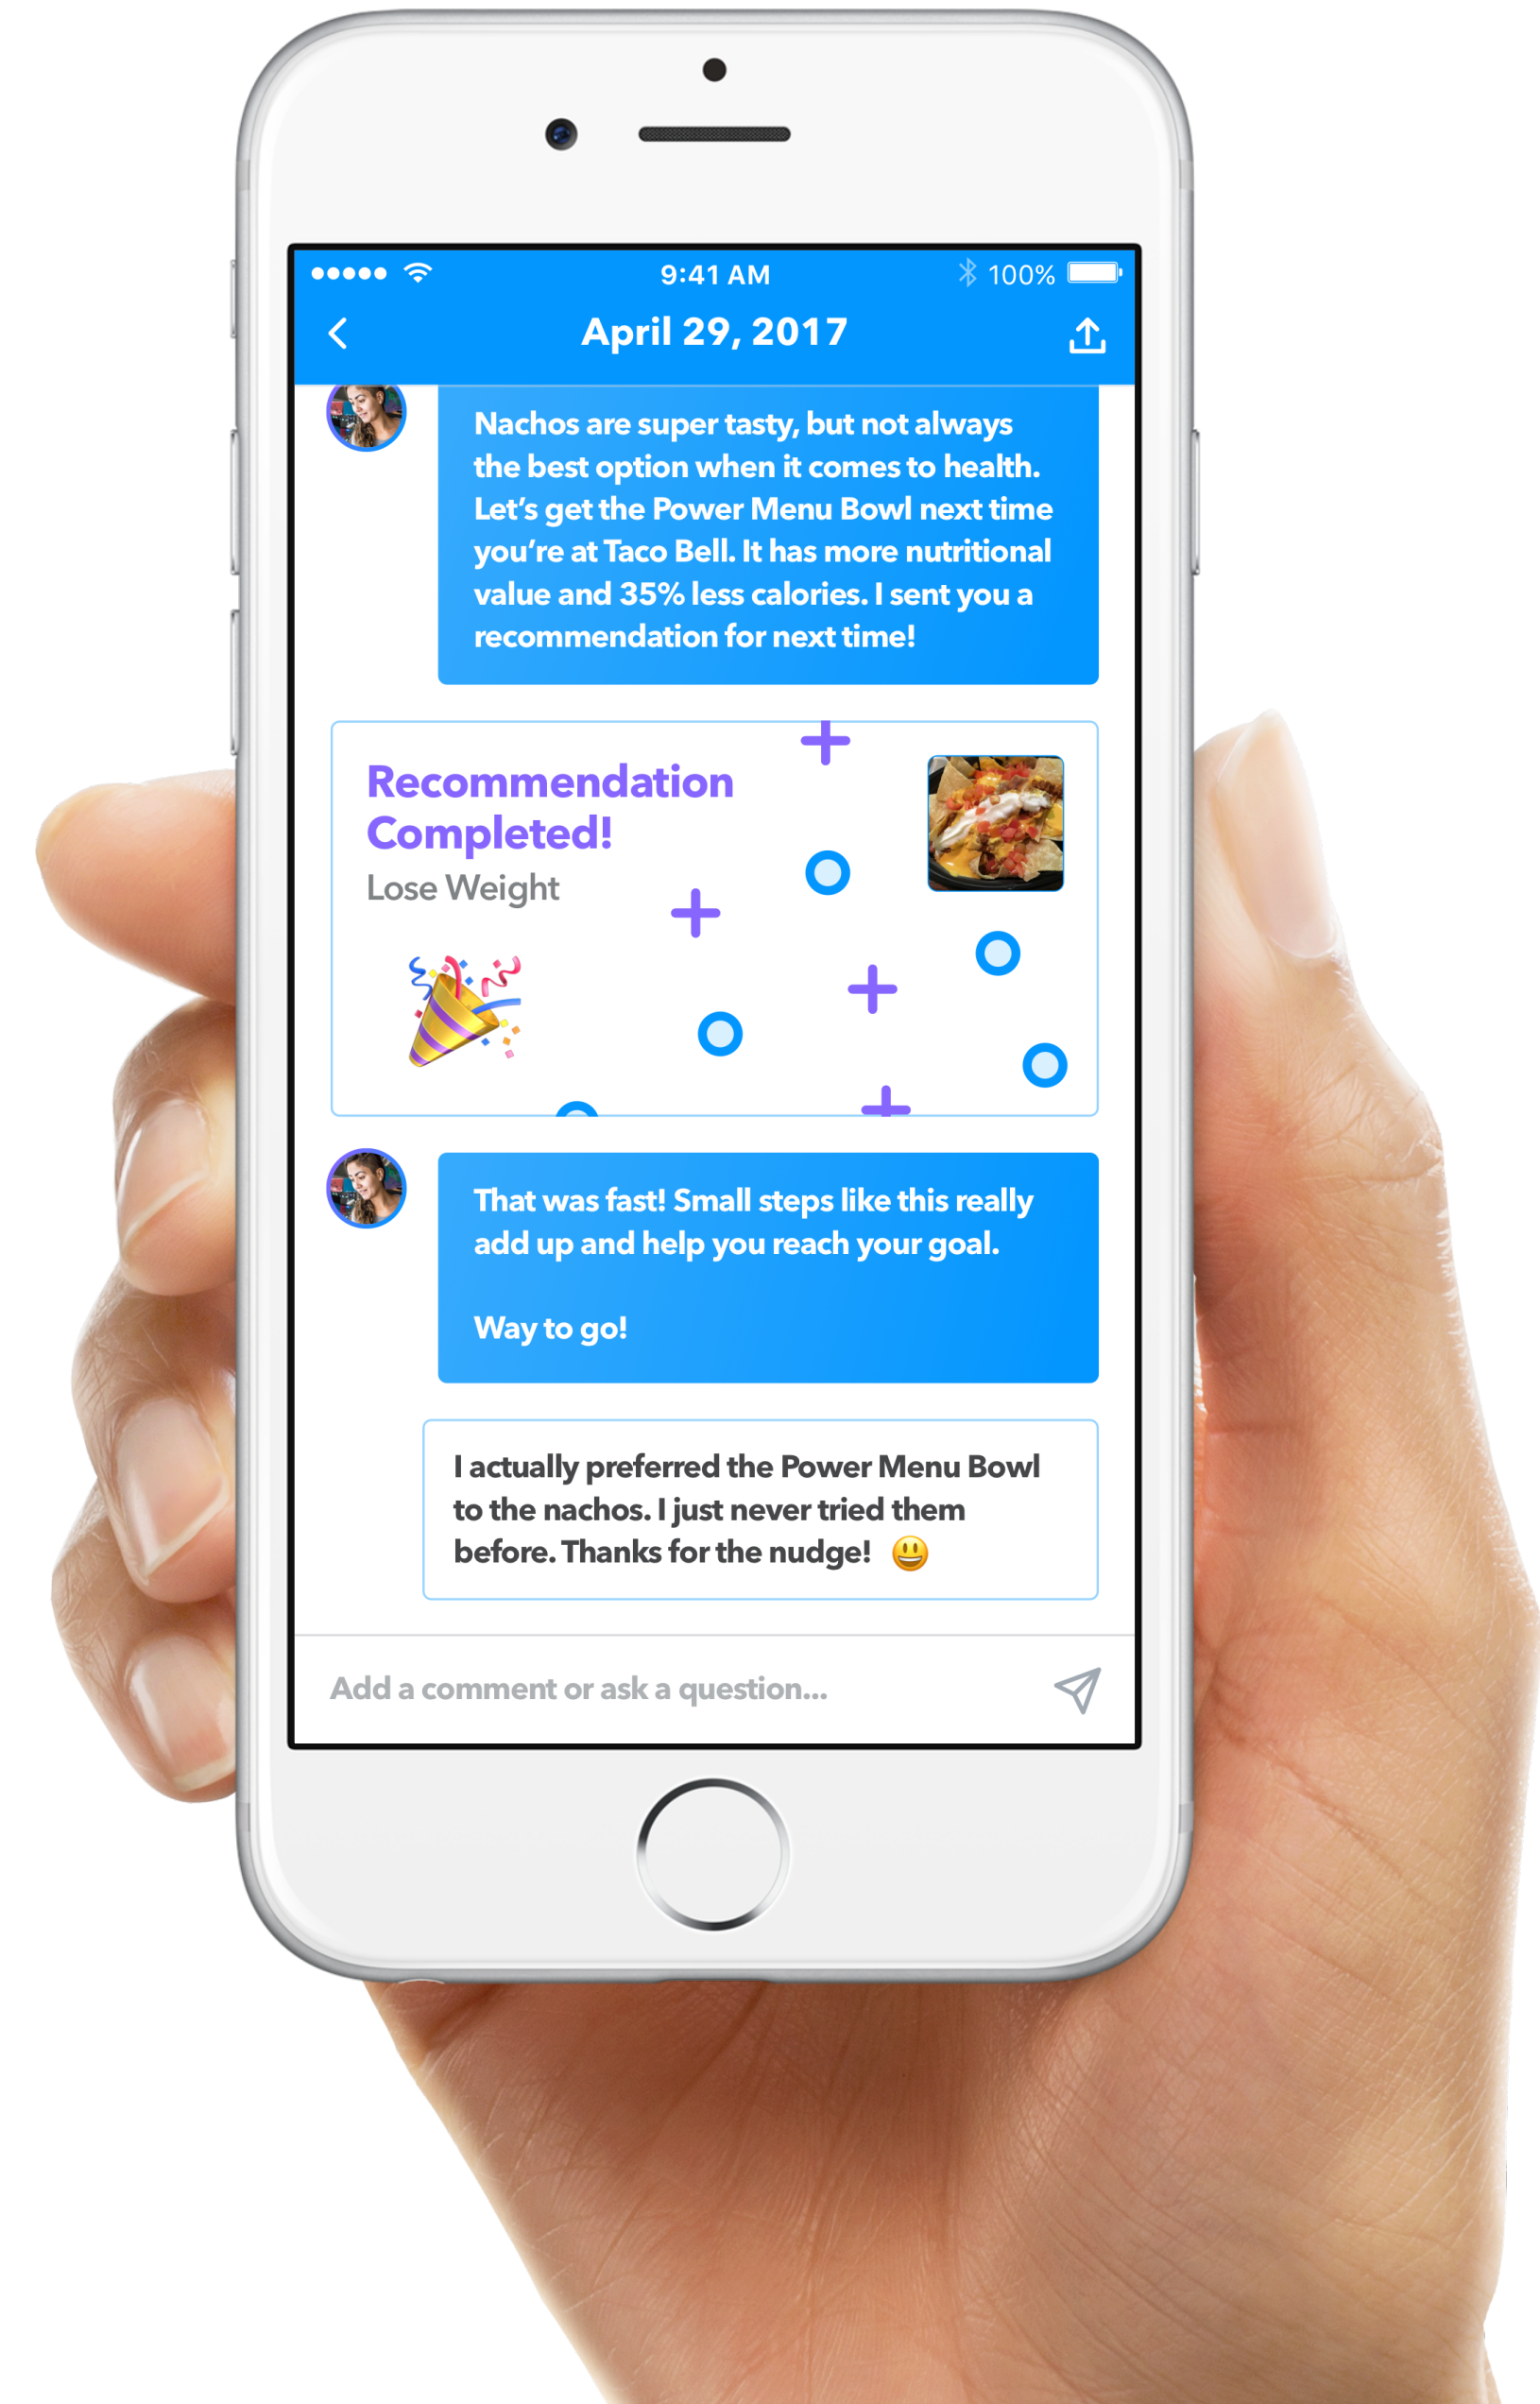 9:41 AM
100%
April 29, 2017
Nachos are super tasty, but not always
the best option when it comes to health.
Let’s get the Power Menu Bowl next time
you’re at Taco Bell. It has more nutritional
value and 35% less calories. I sent you a
recommendation for next time!
Recommendation
Completed!
Lose Weight
That was fast! Small steps like this really
add up and help you reach your goal.
Way to go!
I actually preferred the Power Menu Bowl
to the nachos. I just never tried them
before. Thanks for the nudge! 😃
Add a comment or ask a question...